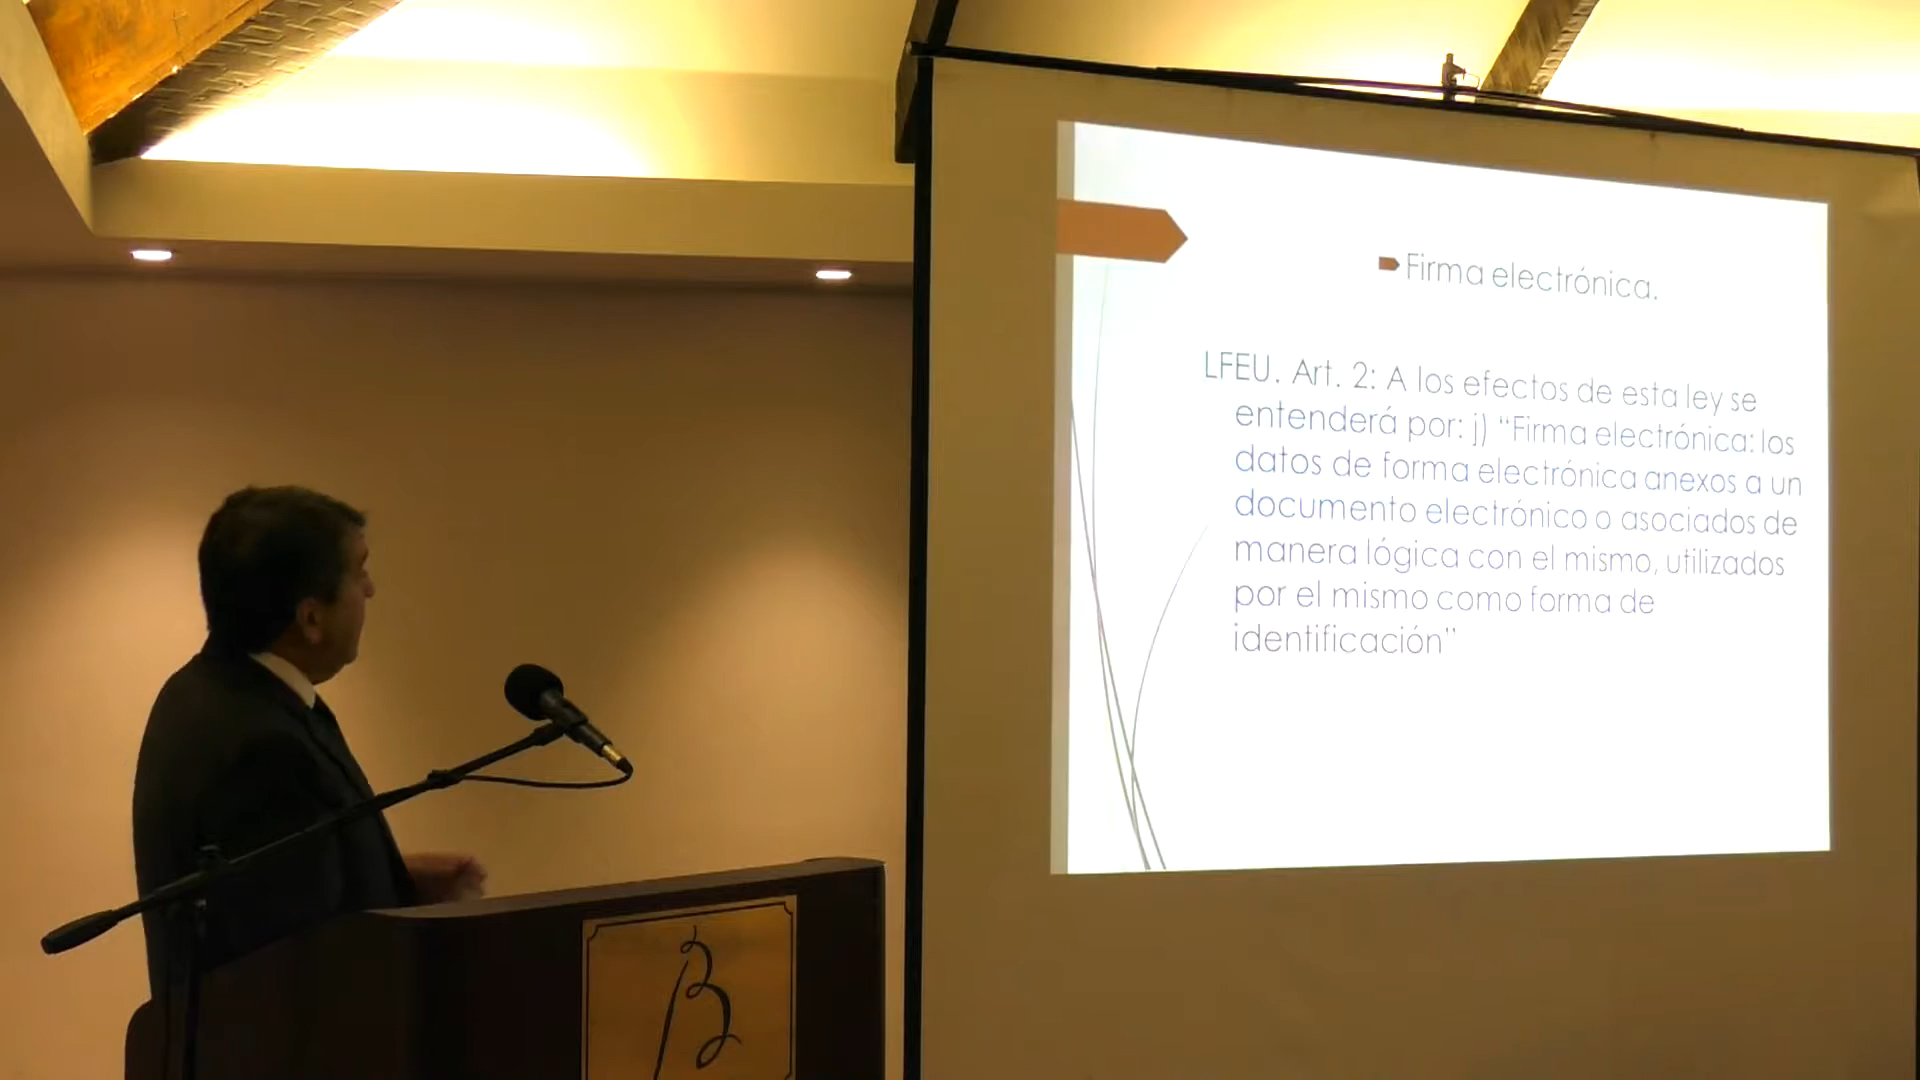 Firma electrónica.
LFEU. Art. 2: A los efectos de esta ley se
entenderá por: j) “Firma electrónica: los
datos de forma electrónica anexos a un
documento electrónico o asociados de
manera lógica con el mismo, utilizados
por el mismo como forma de
identificación”
B